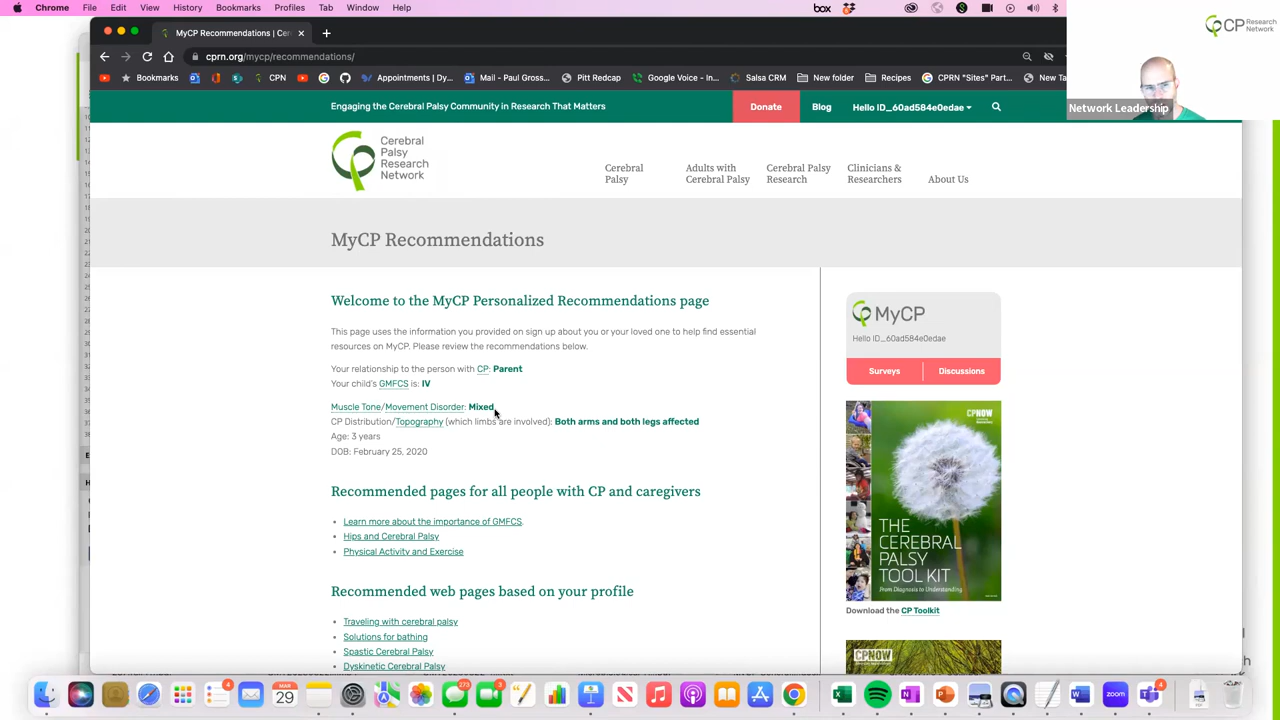 Chrome File Edit View History Bookmarks Profiles Tab Window Help
box
CP Research Network
MyCP Recommendations | Cer
cprn.org/mycp/recommendations/
Bookmarks
CPN
Appointments | Dy...
Mail - Paul Gross...
Pitt Redcap
Google Voice - In...
Salsa CRM
New folder
Recipes
CPRN "Sites" Part...
New Ta
Network Leadership
Engaging the Cerebral Palsy Community in Research That Matters
Donate
Blog
Hello ID_60ad584e0edae
Cerebral
Palsy
Research
Network
Cerebral Palsy
Adults with Cerebral Palsy
Cerebral Palsy Research
Clinicians & Researchers
About Us
MyCP Recommendations
Welcome to the MyCP Personalized Recommendations page
This page uses the information you provided on sign up about you or your loved one to help find essential
resources on MyCP. Please review the recommendations below.
Your relationship to the person with CP: Parent
Your child's GMFCS is: IV
Muscle Tone/Movement Disorder: Mixed
CP Distribution/Topography (which limbs are involved): Both arms and both legs affected
Age: 3 years
DOB: February 25, 2020
Recommended pages for all people with CP and caregivers
Learn more about the importance of GMFCS.
Hips and Cerebral Palsy
Physical Activity and Exercise
Recommended web pages based on your profile
Traveling with cerebral palsy
Solutions for bathing
Spastic Cerebral Palsy
Dyskinetic Cerebral Palsy
MyCP
Hello ID_60ad584e0edae
Surveys
Discussions
CPNOW
THE
CEREBRAL
PALSY
TOOL KIT
From Diagnosis to Understanding
Download the CP Toolkit
CPNOW
4
MAR
29
273
3
zoom
4